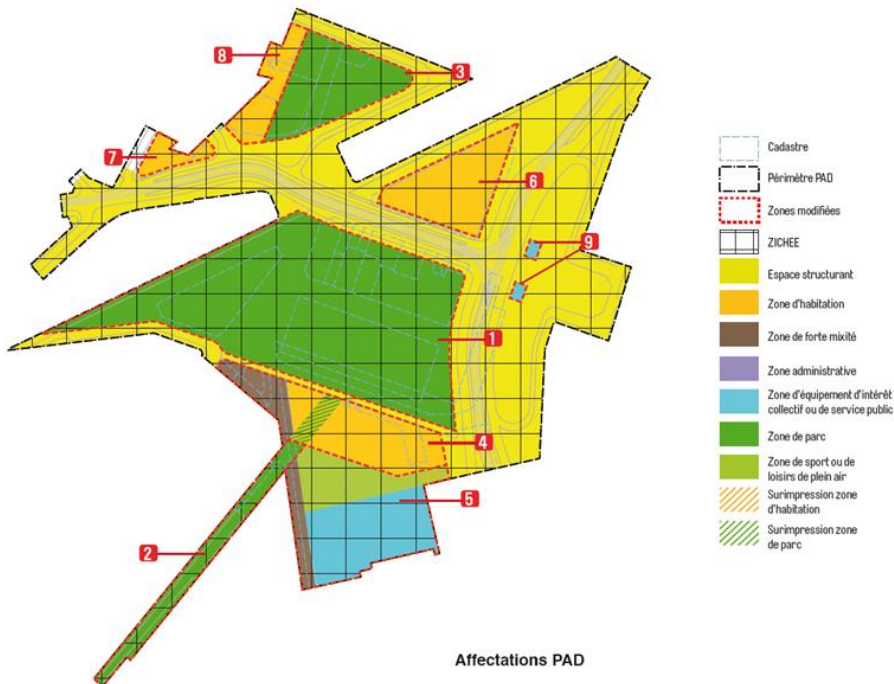 8
3
7
6
9
1
4
5
2
Cadastre
Périmètre PAD
Zones modifiées
ZICHEE
Espace structurant
Zone d'habitation
Zone de forte mixité
Zone administrative
Zone d'équipement d'intérêt
collectif ou de service public
Zone de parc
Zone de sport ou de
loisirs de plein air
Surimpression zone
d'habitation
Surimpression zone
de parc
Affectations PAD